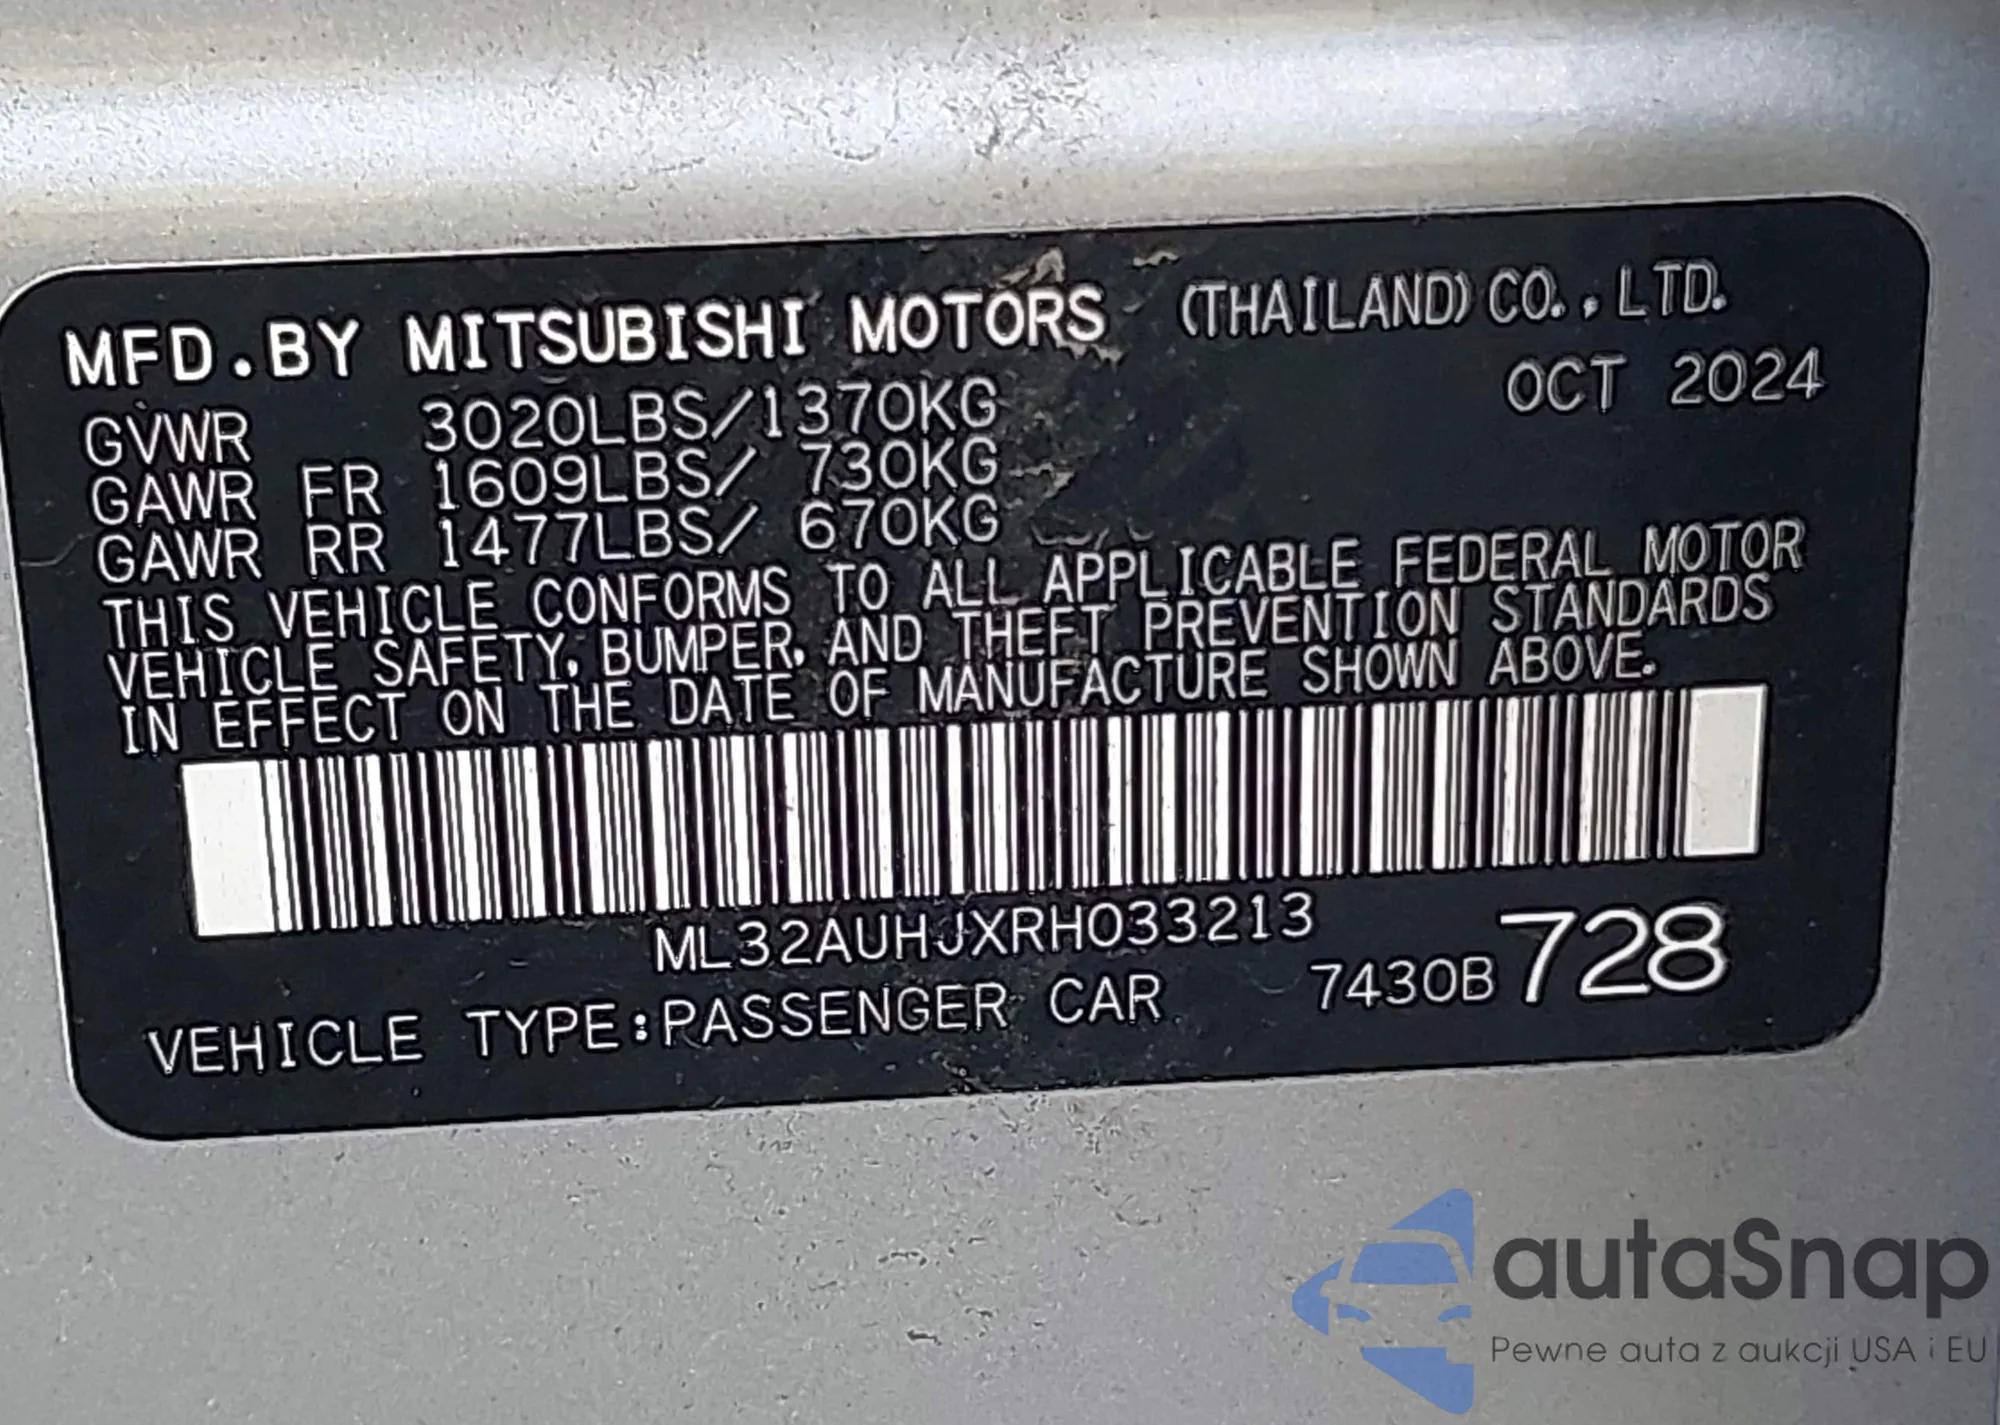 MFD.BY MITSUBISHI MOTORS (THAILAND) CO.,LTD.
OCT 2024
GVWR 3020LBS/1370KG
GAWR FR 1609LBS/ 730KG
GAWR RR 1477LBS/ 670KG
THIS VEHICLE CONFORMS TO ALL APPLICABLE FEDERAL MOTOR
VEHICLE SAFETY, BUMPER, AND THEFT PREVENTION STANDARDS
IN EFFECT ON THE DATE OF MANUFACTURE SHOWN ABOVE.
ML32AUHJXRH033213
VEHICLE TYPE:PASSENGER CAR 7430B 728
autaSnap
Pewne auta z aukcji USA i EU